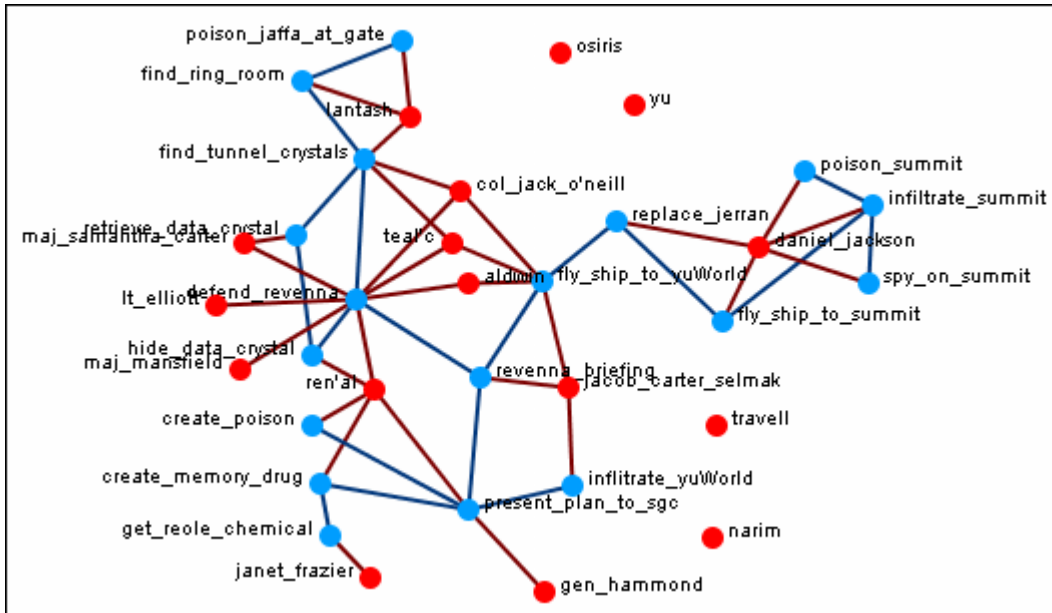 poison_jaffa_at_gate
osiris
find_ring_room
yu
lantash
find_tunnel_crystals
poison_summit
col_jack_o'neill
infiltrate_summit
replace_jerran
retrieve_data_crystal
maj_samantha_carter
teal'c
daniel_jackson
aldwin
fly_ship_to_yuWorld
spy_on_summit
lt_elliott
defend_revenna
fly_ship_to_summit
hide_data_crystal
maj_mansfield
revenna_briefing
ren'al
jacob_carter_selmak
create_poison
travell
create_memory_drug
inflitrate_yuWorld
present_plan_to_sgc
get_reole_chemical
narim
janet_frazier
gen_hammond